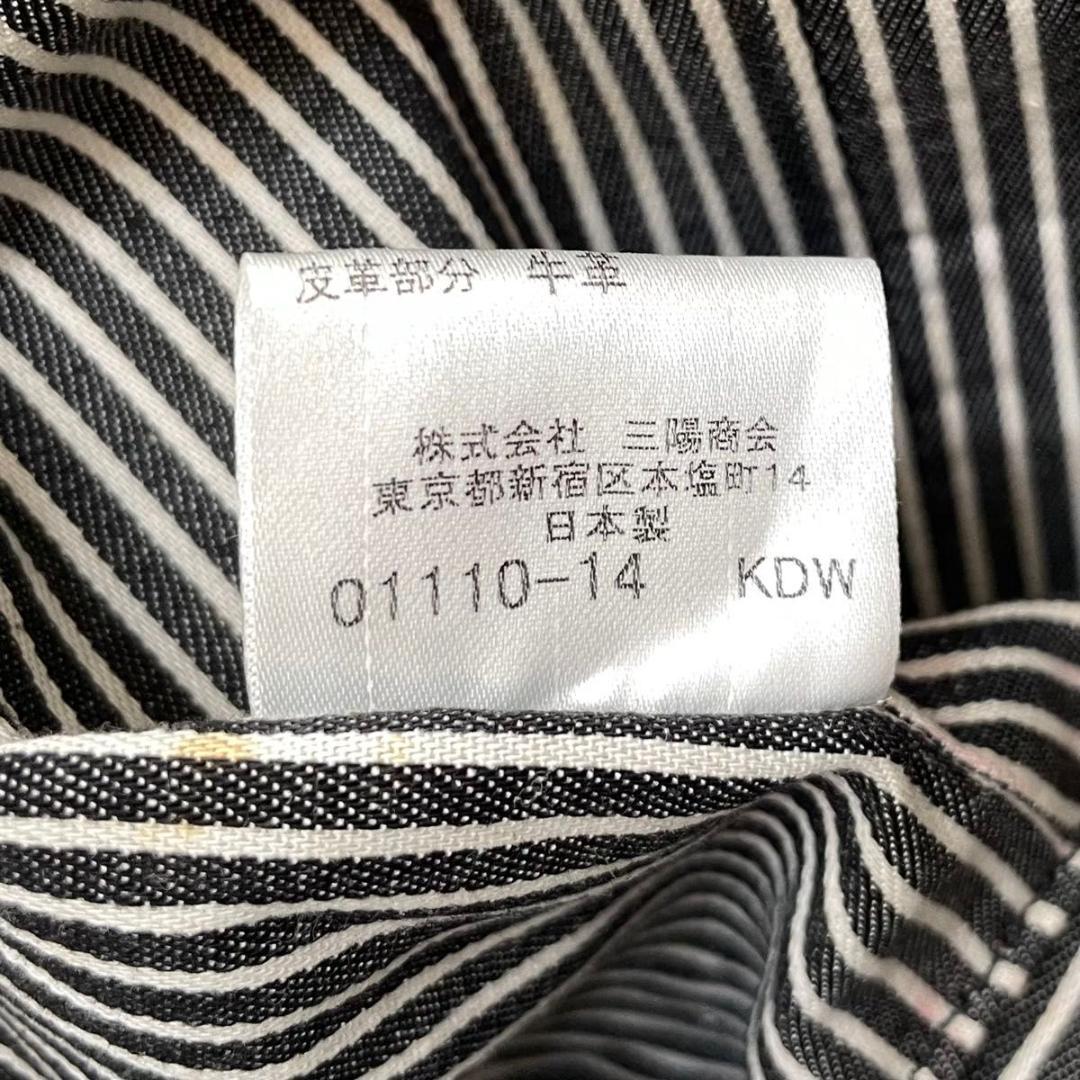 皮革部分　牛革
株式会社　三陽商会
東京都新宿区本塩町14
日本製
01110-14　KDW